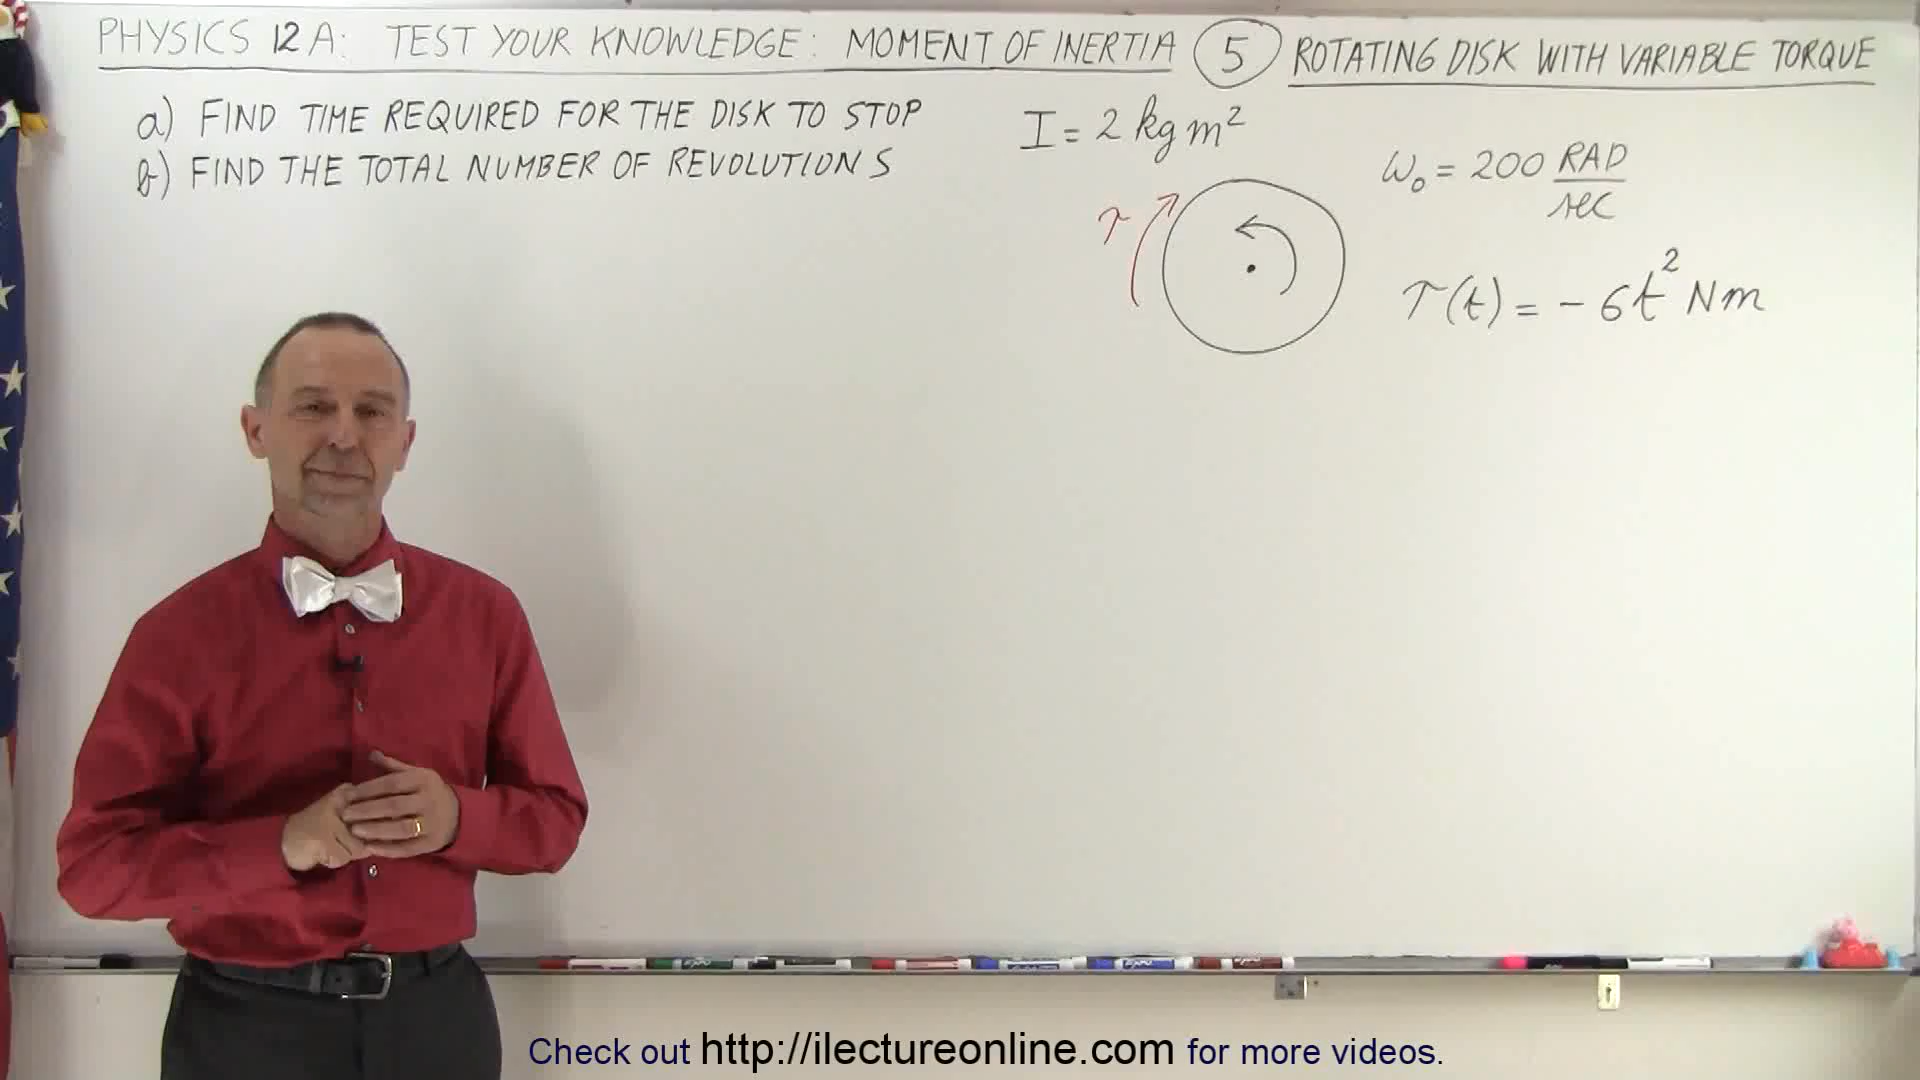 PHYSICS 12A: TEST YOUR KNOWLEDGE: MOMENT OF INERTIA 5 ROTATING DISK WITH VARIABLE TORQUE
a) FIND TIME REQUIRED FOR THE DISK TO STOP
b) FIND THE TOTAL NUMBER OF REVOLUTIONS
I = 2 kg m²
ω₀ = 200 RAD/sec
τ
τ(t) = - 6t² Nm
Check out http://ilectureonline.com for more videos.